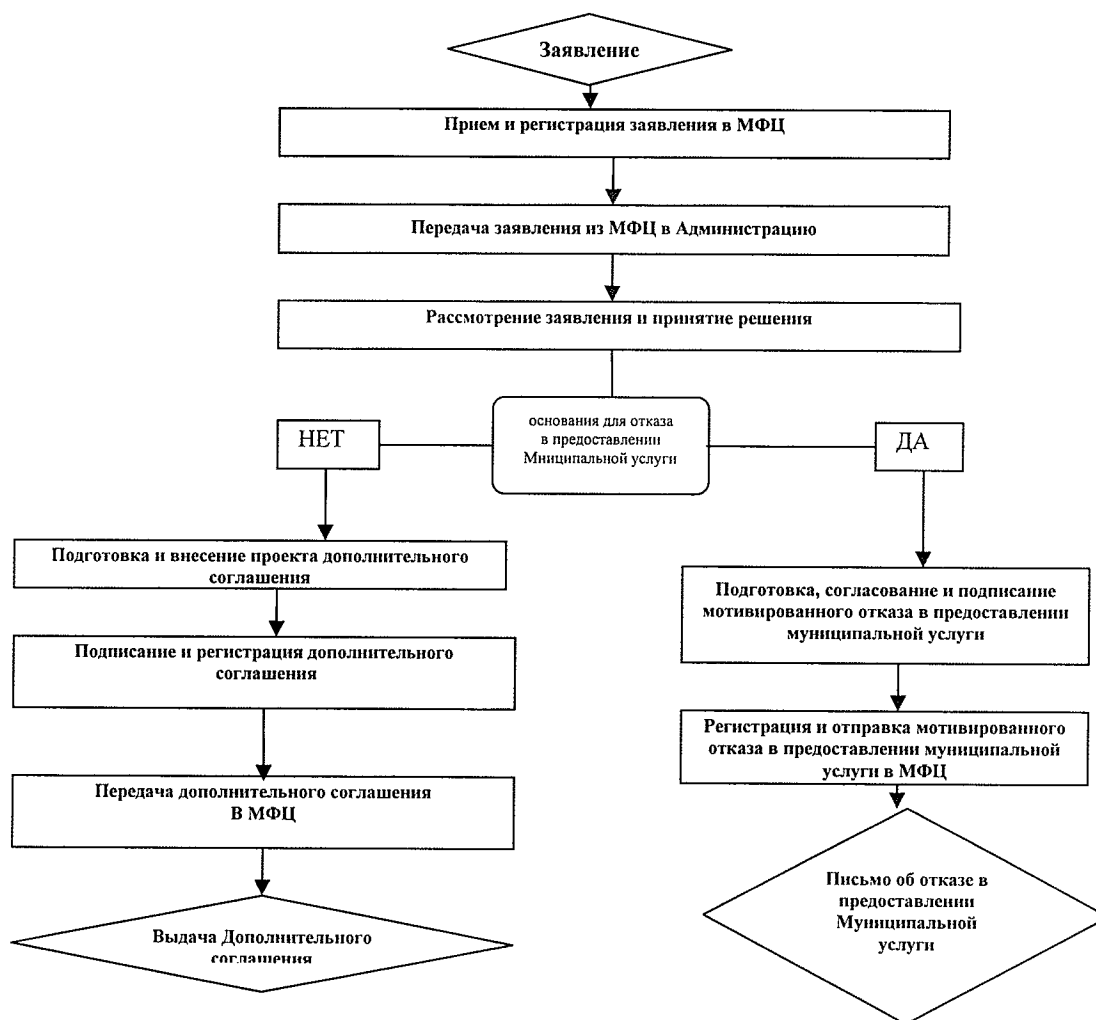 Заявление
Прием и регистрация заявления в МФЦ
Передача заявления из МФЦ в Администрацию
Рассмотрение заявления и принятие решения
основания для отказа
в предоставлении
Мниципальной услуги
НЕТ
ДА
Подготовка и внесение проекта дополнительного
соглашения
Подписание и регистрация дополнительного
соглашения
Передача дополнительного соглашения
В МФЦ
Выдача Дополнительного
соглашения
Подготовка, согласование и подписание
мотивированного отказа в предоставлении
муниципальной услуги
Регистрация и отправка мотивированного
отказа в предоставлении муниципальной
услуги в МФЦ
Письмо об отказе в
предоставлении
Муниципальной
услуги